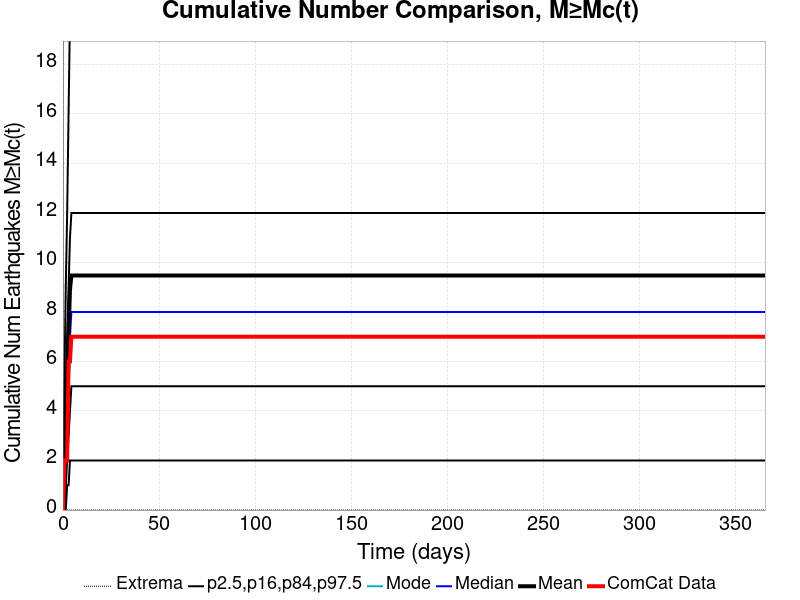 Cumulative Number Comparison, M≥Mc(t)
Cumulative Num Earthquakes M≥Mc(t)
18
16
14
12
10
8
6
4
2
0
0 50 100 150 200 250 300 350
Time (days)
Extrema p2.5,p16,p84,p97.5 Mode Median Mean ComCat Data